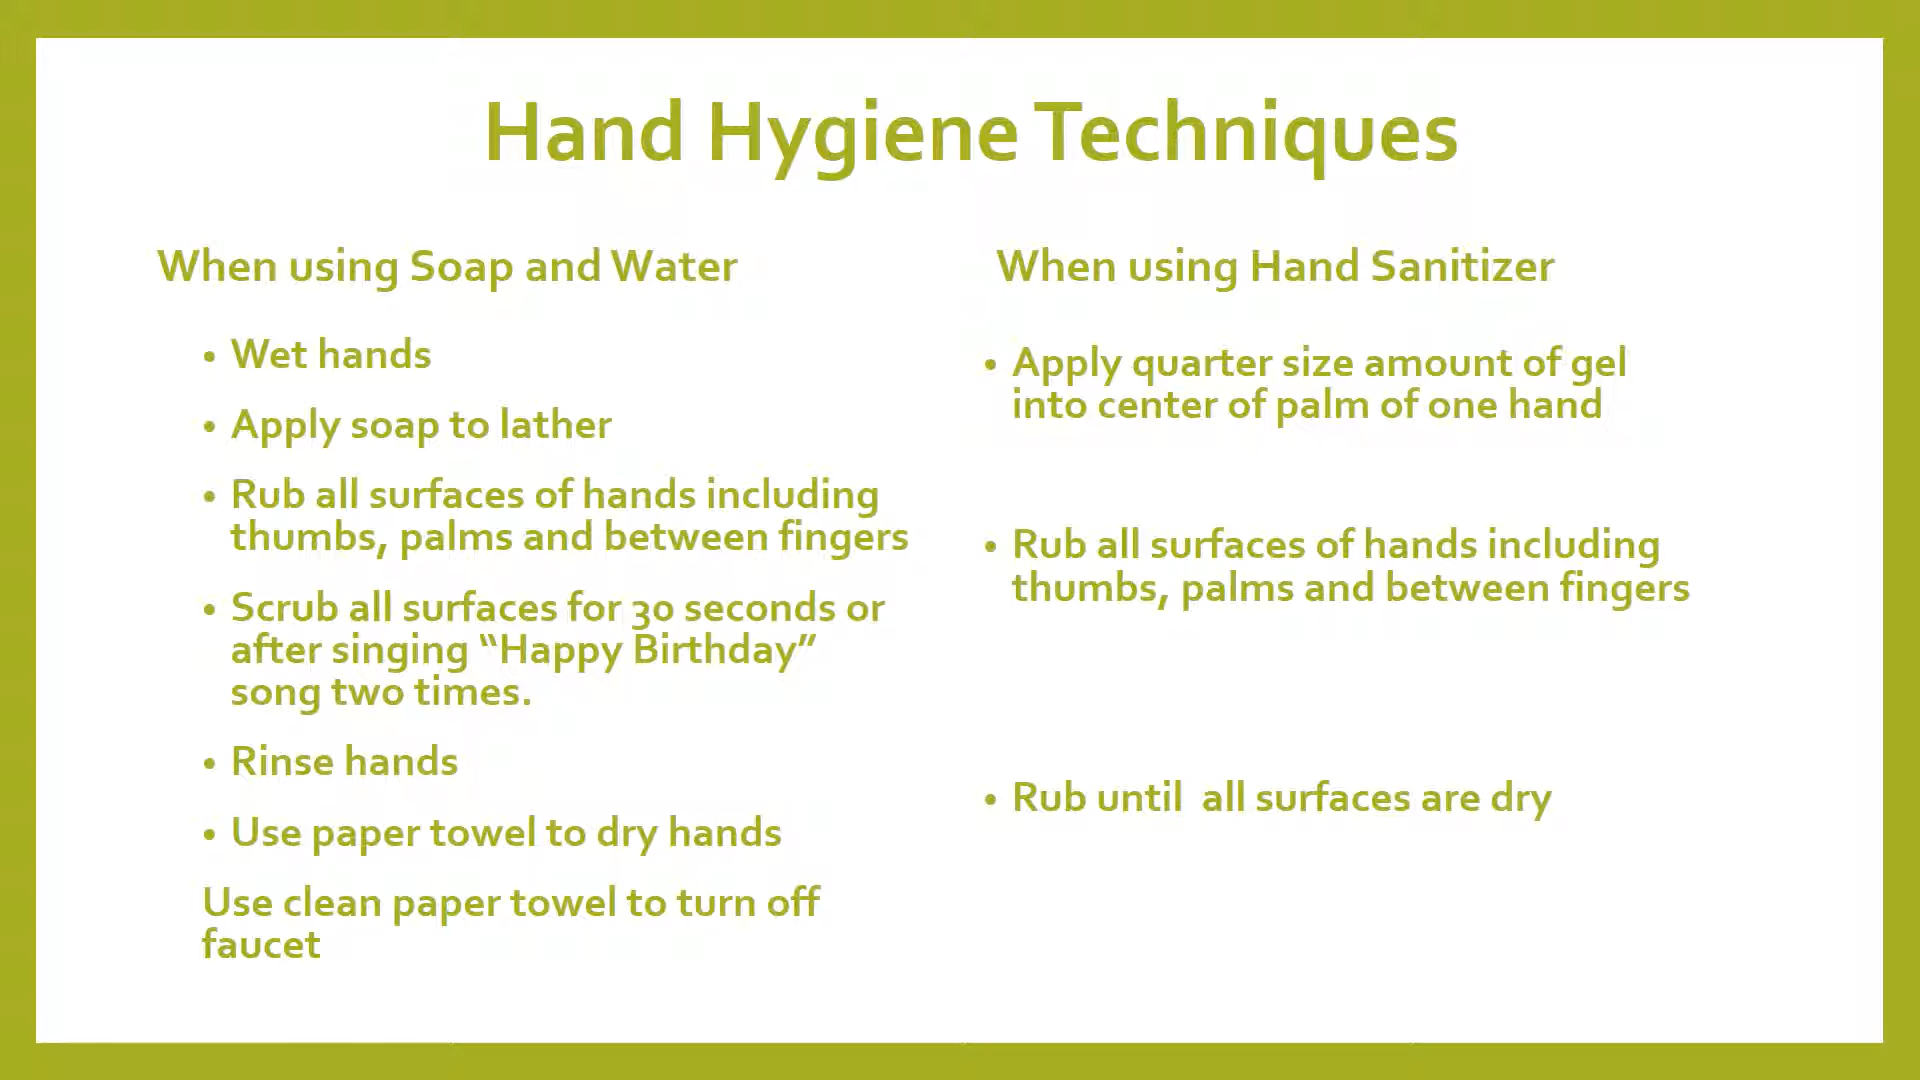 Hand Hygiene Techniques
When using Soap and Water
• Wet hands
• Apply soap to lather
• Rub all surfaces of hands including
thumbs, palms and between fingers
• Scrub all surfaces for 30 seconds or
after singing “Happy Birthday”
song two times.
• Rinse hands
• Use paper towel to dry hands
Use clean paper towel to turn off
faucet
When using Hand Sanitizer
• Apply quarter size amount of gel
into center of palm of one hand
• Rub all surfaces of hands including
thumbs, palms and between fingers
• Rub until  all surfaces are dry